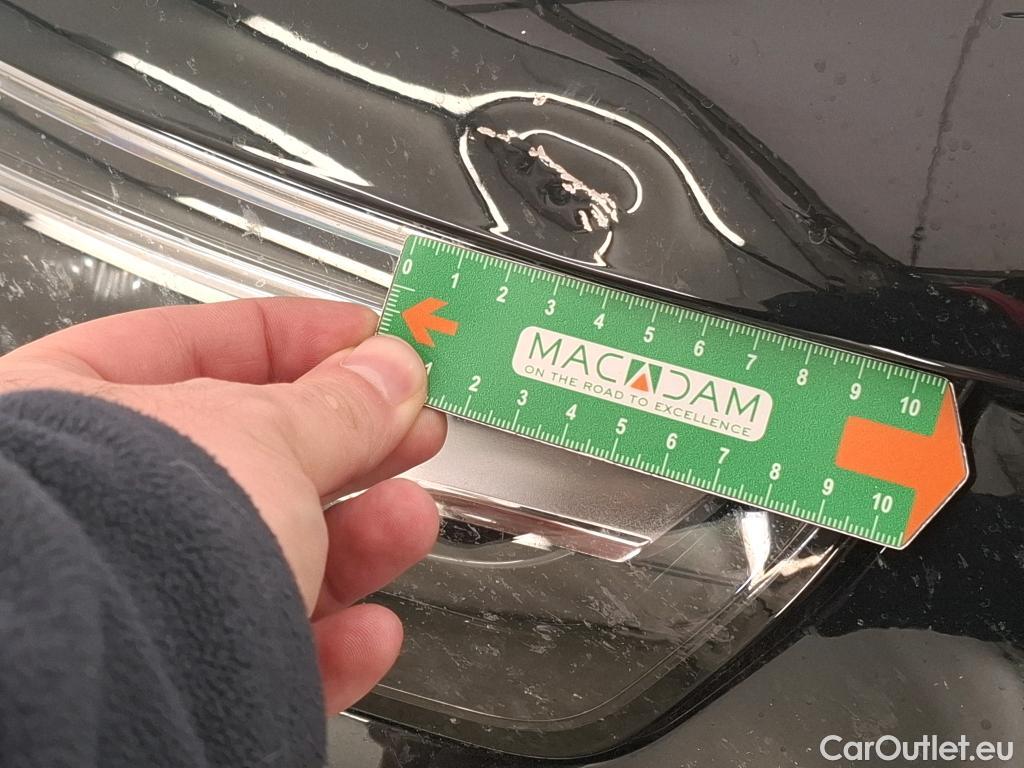 0 1 2 3 4 5 6 7 8 9 10
MACADAM
ON THE ROAD TO EXCELLENCE
1 2 3 4 5 6 7 8 9 10
CarOutlet.eu